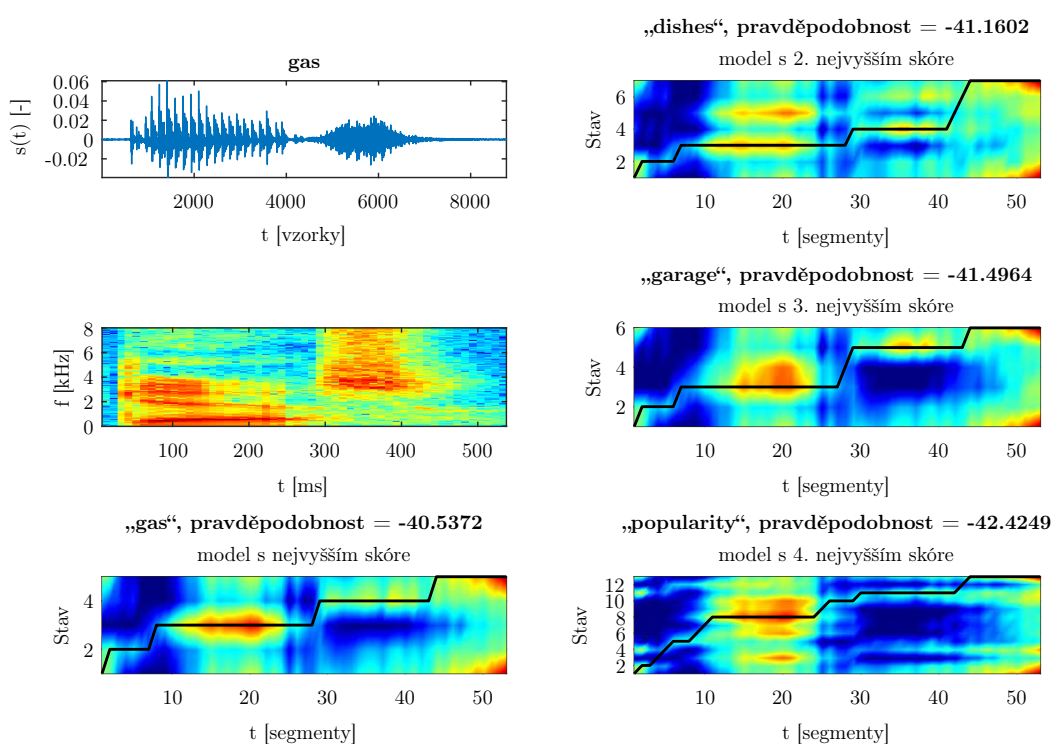 gas
s(t) [-]
0.06
0.04
0.02
0
-0.02
2000 4000 6000 8000
t [vzorky]
f [kHz]
8
6
4
2
0
100 200 300 400 500
t [ms]
„gas“, pravděpodobnost = -40.5372
model s nejvyšším skóre
Stav
4
2
10 20 30 40 50
t [segmenty]
„dishes“, pravděpodobnost = -41.1602
model s 2. nejvyšším skóre
Stav
6
4
2
10 20 30 40 50
t [segmenty]
„garage“, pravděpodobnost = -41.4964
model s 3. nejvyšším skóre
Stav
6
4
2
10 20 30 40 50
t [segmenty]
„popularity“, pravděpodobnost = -42.4249
model s 4. nejvyšším skóre
Stav
12
10
8
6
4
2
10 20 30 40 50
t [segmenty]